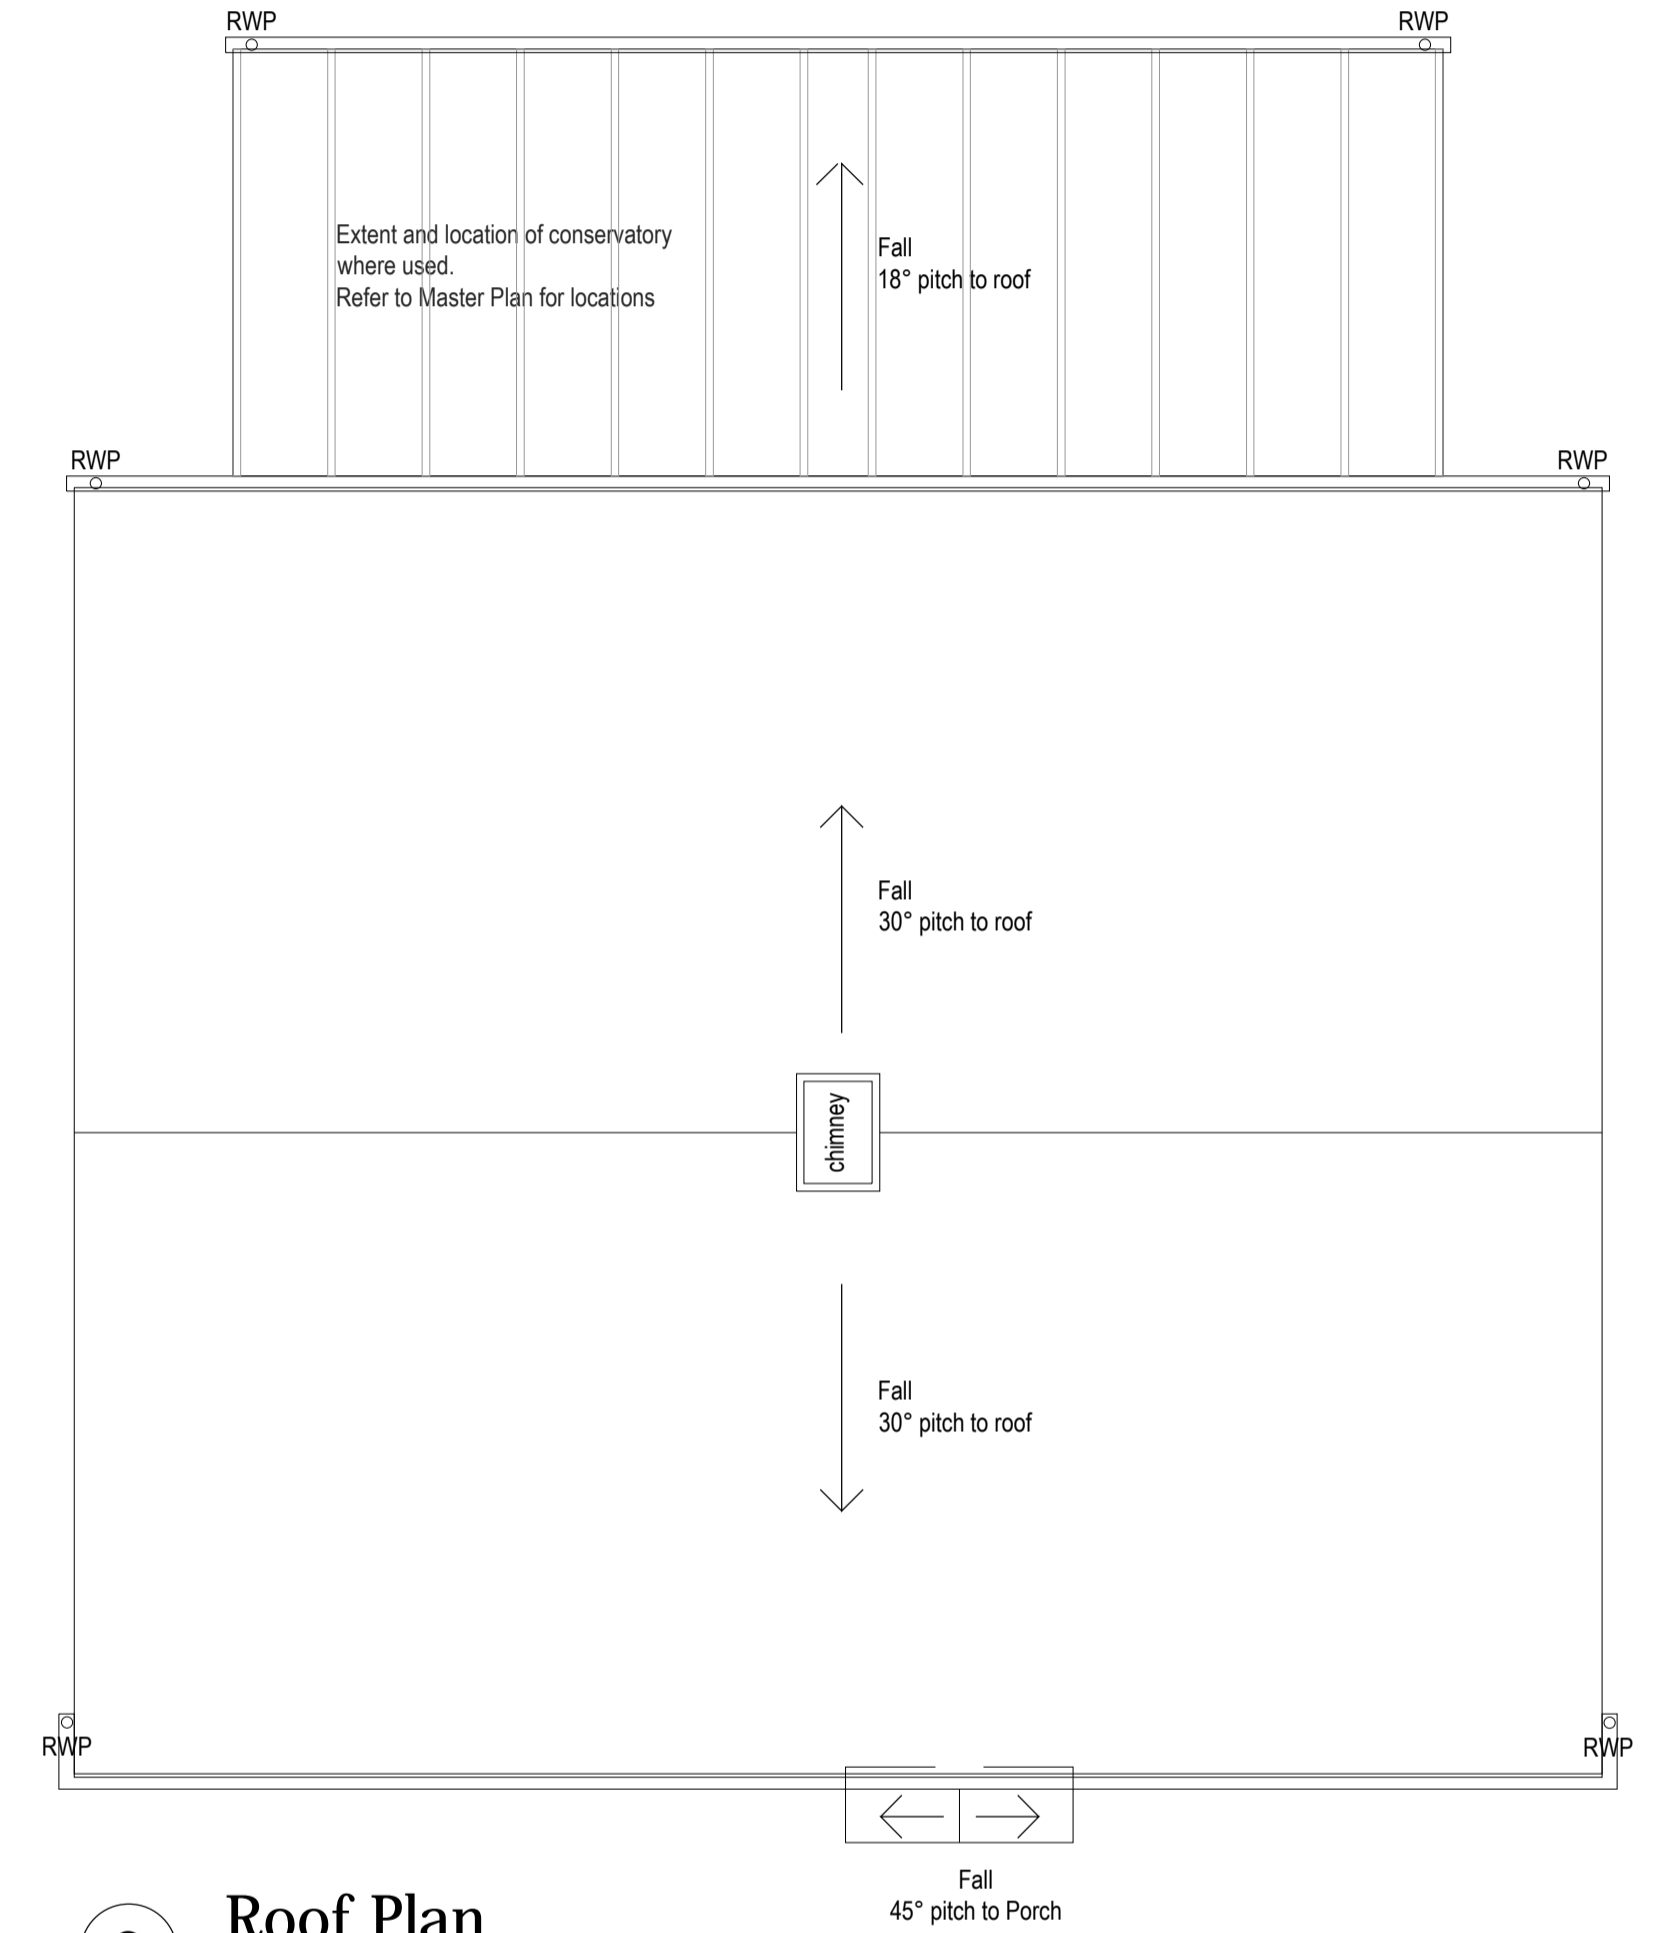 RWP
RWP
Extent and location of conservatory
where used.
Refer to Master Plan for locations
Fall
18° pitch to roof
RWP
RWP
Fall
30° pitch to roof
chimney
Fall
30° pitch to roof
RWP
RWP
Fall
45° pitch to Porch
Roof Plan